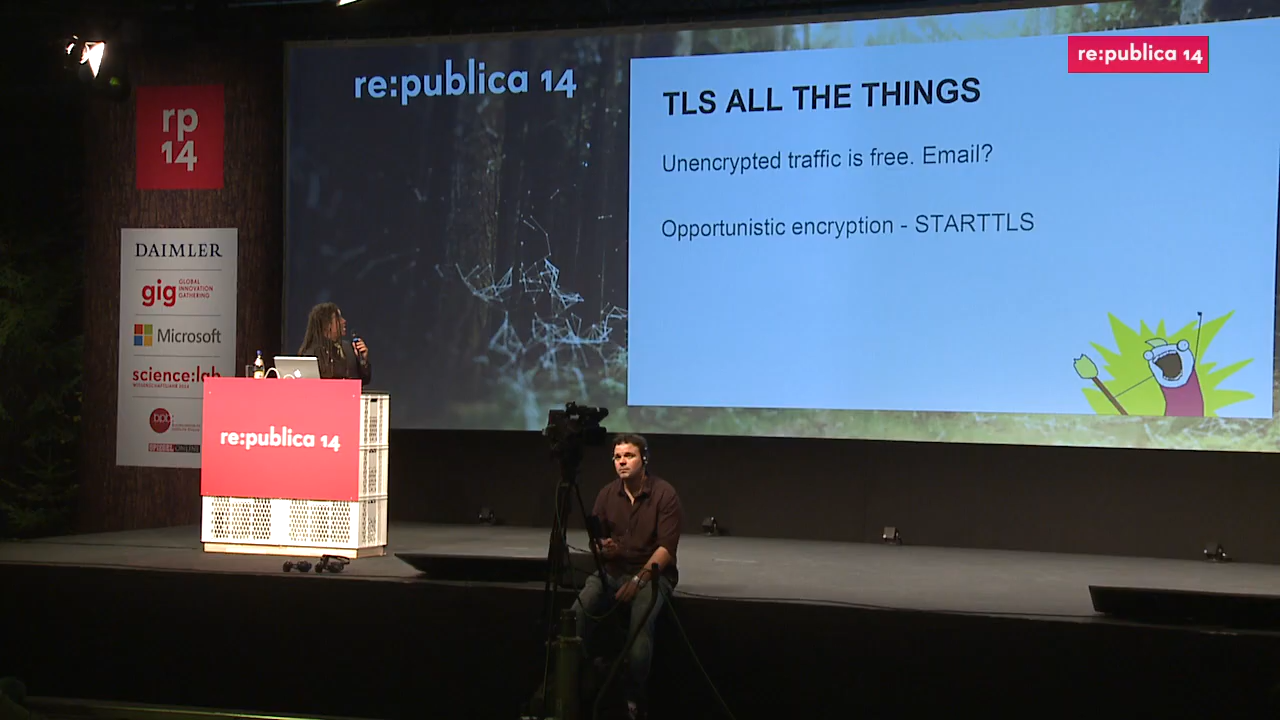 re:publica 14
re:publica 14
TLS ALL THE THINGS
Unencrypted traffic is free. Email?
Opportunistic encryption - STARTTLS
rp
14
DAIMLER
gig GLOBAL
INNOVATION
GATHERING
Microsoft
science:lab
re:publica 14